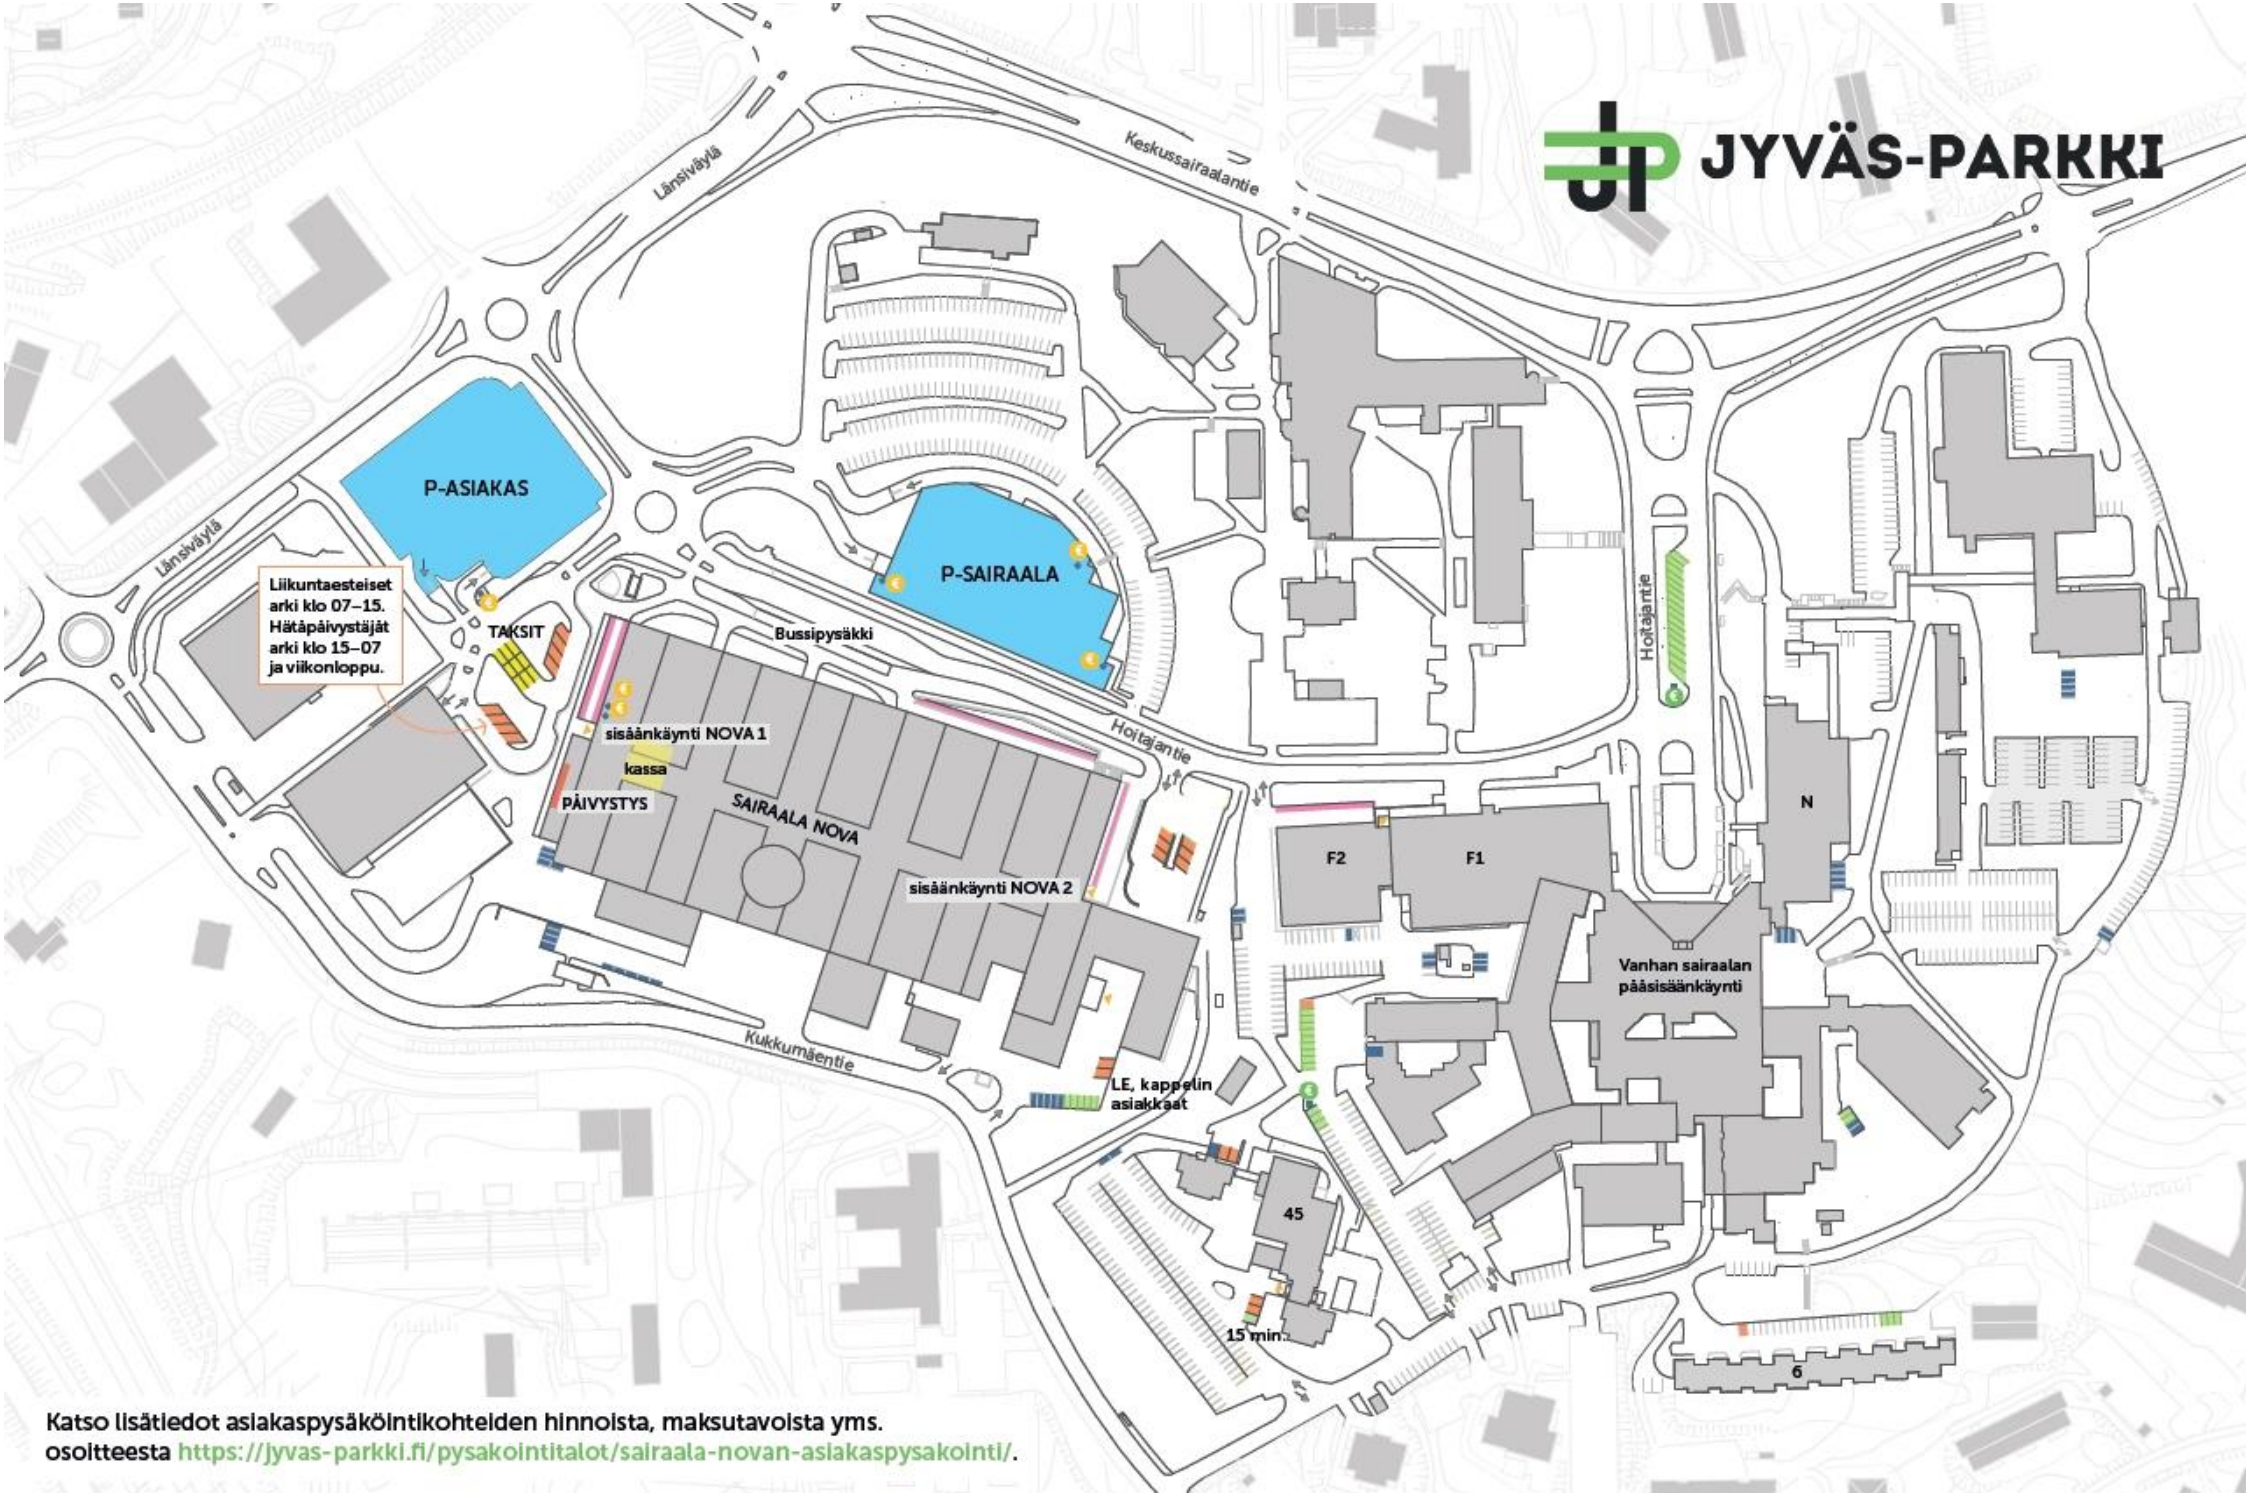 JYVÄS-PARKKI
Keskussairaalantie
Länsiväylä
P-ASIAKAS
Länsiväylä
P-SAIRAALA
Liikuntaesteiset
arki klo 07–15.
Hätäpäivystäjät
arki klo 15–07
ja viikonloppu.
TAKSIT
Bussipysäkki
Hoitajantie
sisäänkäynti NOVA 1
Hoitajantie
kassa
PÄIVYSTYS
SAIRAALA NOVA
N
F2
F1
sisäänkäynti NOVA 2
Vanhan sairaalan
pääsisäänkäynti
Kukkumäentie
LE, kappelin
asiakkaat
45
15 min.
6
Katso lisätiedot asiakaspysäköintikohteiden hinnoista, maksutavoista yms.
osoitteesta https://jyvas-parkki.fi/pysakointitalot/sairaala-novan-asiakaspysakointi/.